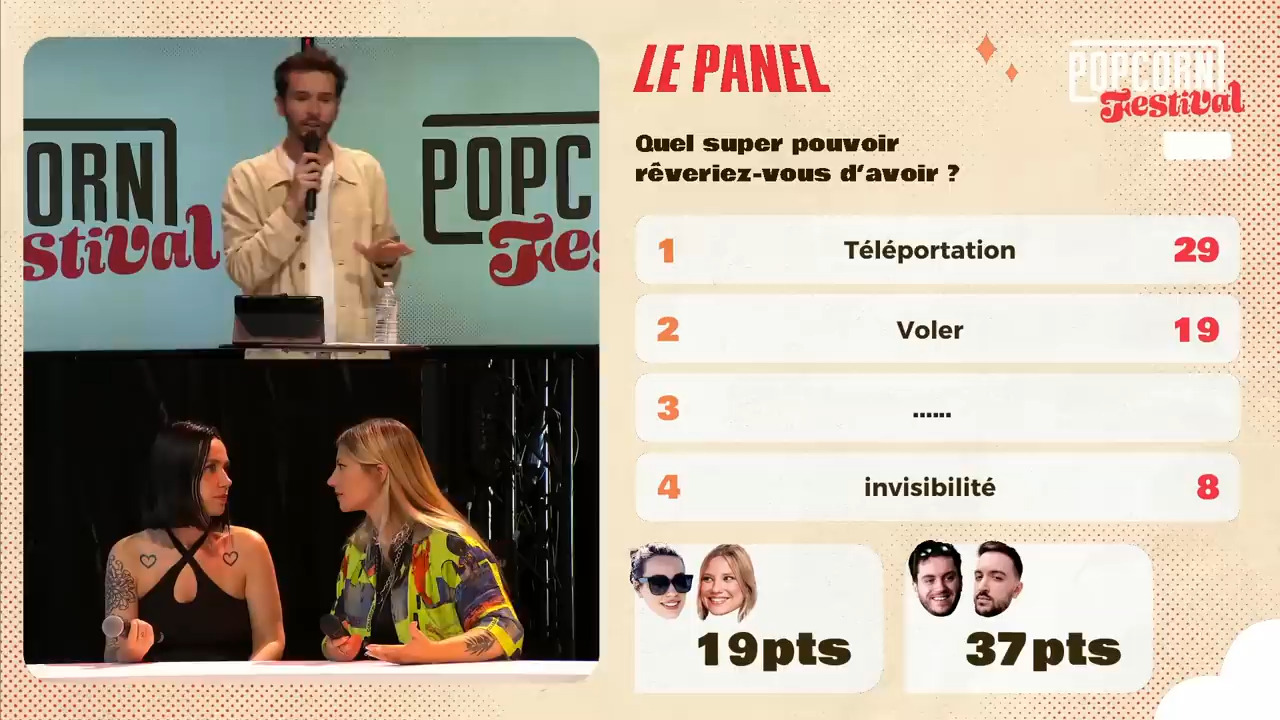 LE PANEL
POPCORN
Festival
Quel super pouvoir
rêveriez-vous d'avoir ?
1 Téléportation 29
2 Voler 19
3 ......
4 invisibilité 8
19pts 37pts
ORN
stival
POPC
Fes